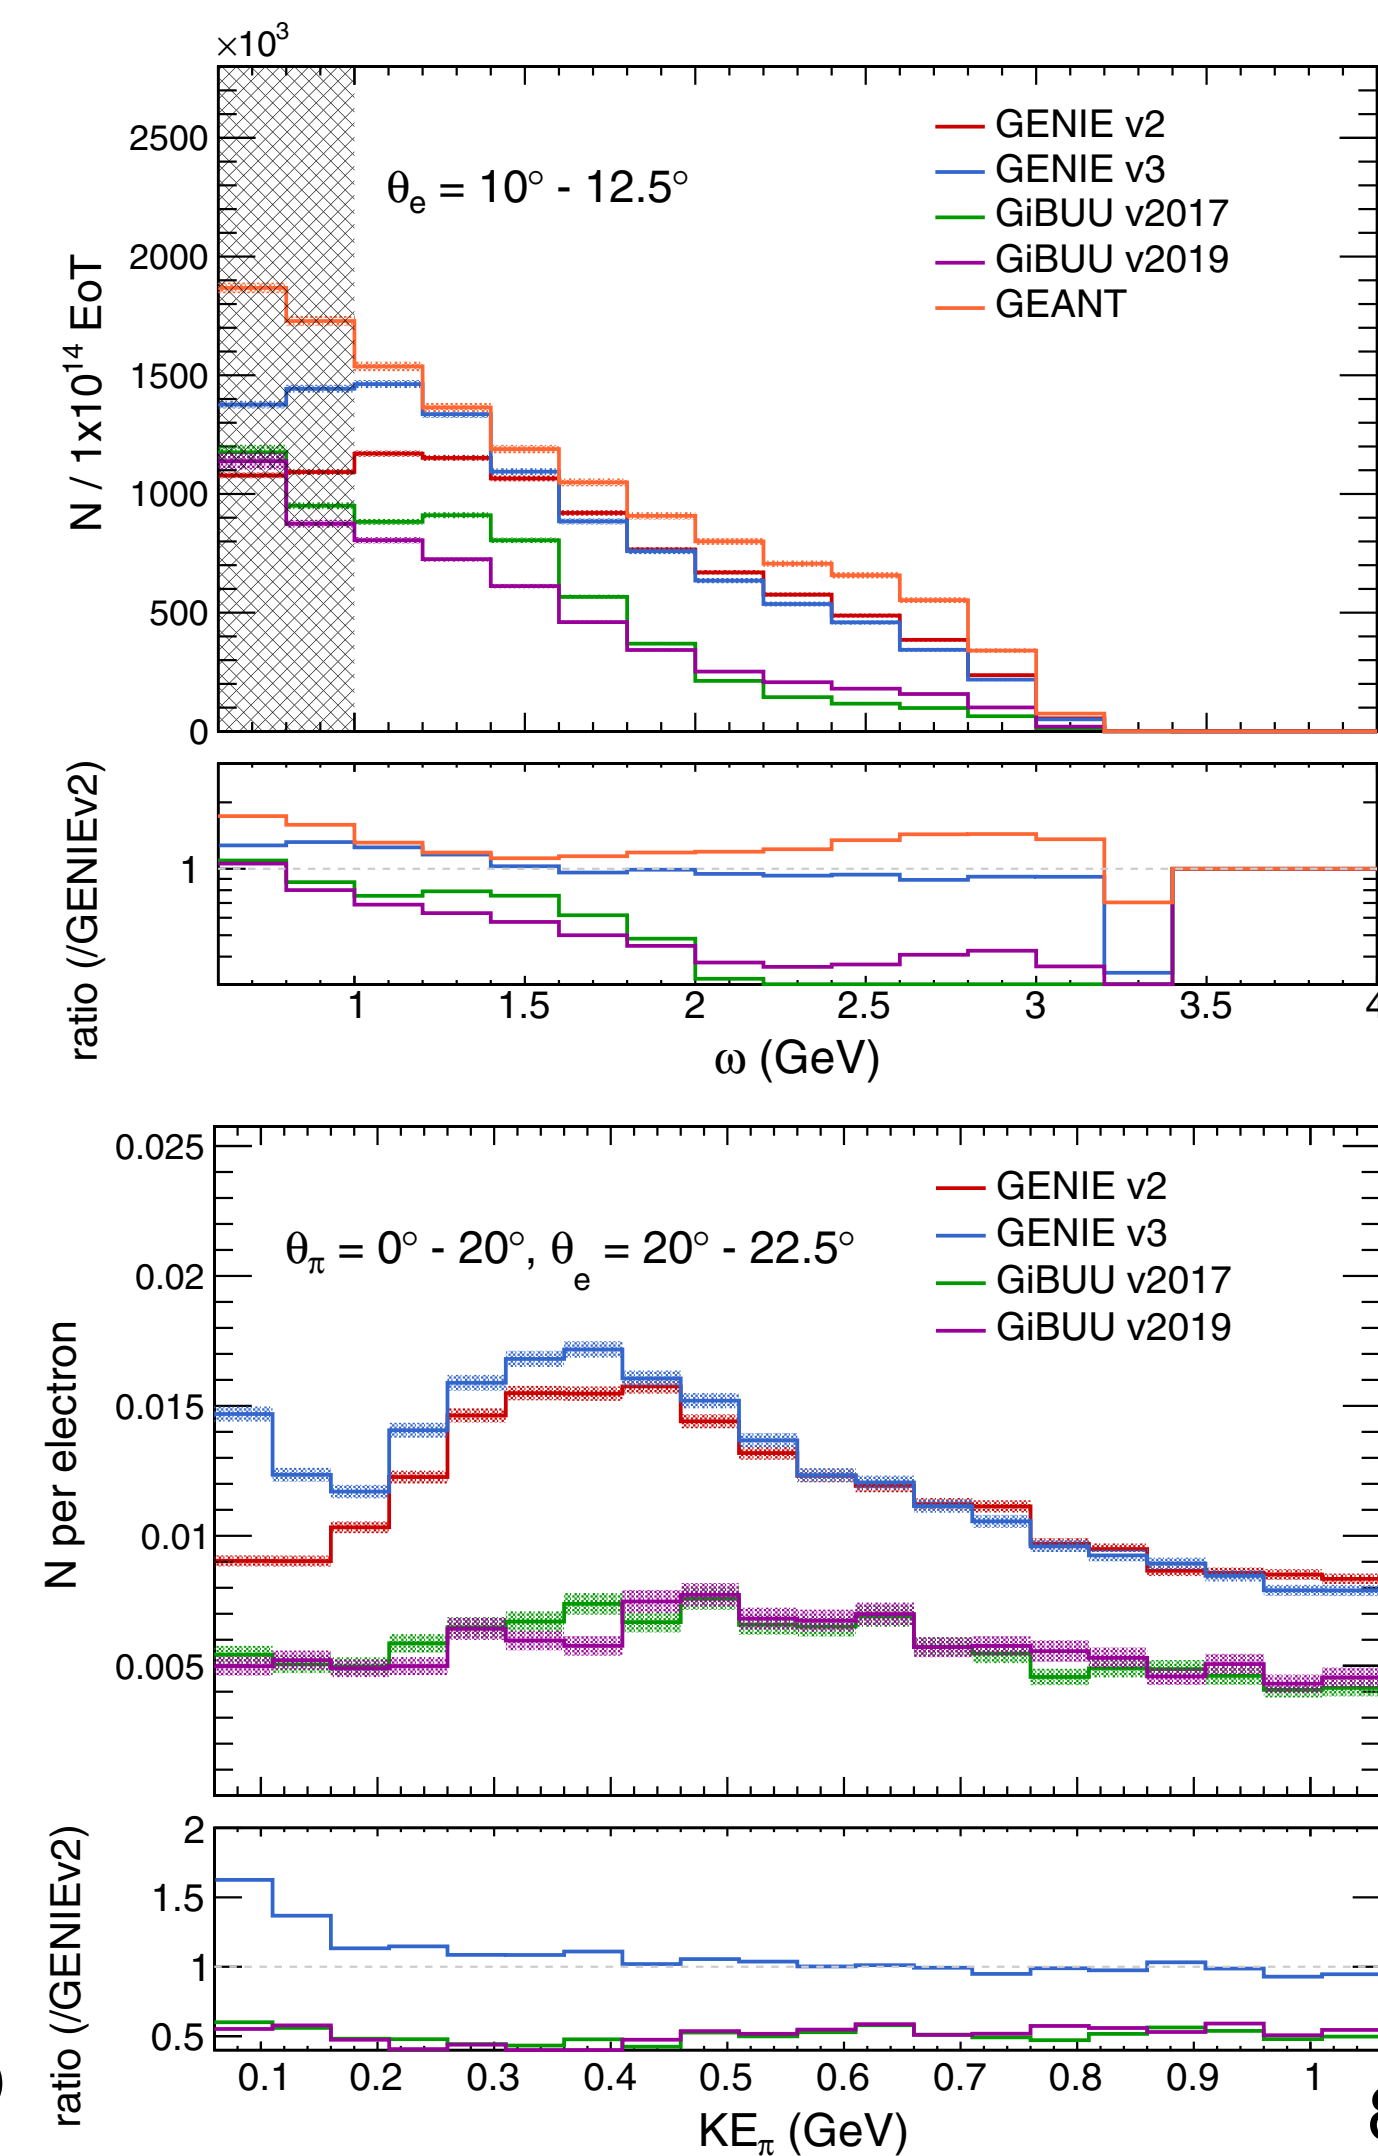 ×10³
2500
2000
1500
1000
500
0
N / 1x10¹⁴ EoT
θe = 10° - 12.5°
GENIE v2
GENIE v3
GiBUU v2017
GiBUU v2019
GEANT
1
ratio (/GENIEv2)
1 1.5 2 2.5 3 3.5 4
ω (GeV)
0.025
0.02
0.015
0.01
0.005
N per electron
θπ = 0° - 20°, θe = 20° - 22.5°
GENIE v2
GENIE v3
GiBUU v2017
GiBUU v2019
2
1.5
1
0.5
ratio (/GENIEv2)
0.1 0.2 0.3 0.4 0.5 0.6 0.7 0.8 0.9 1
KEπ (GeV)
)